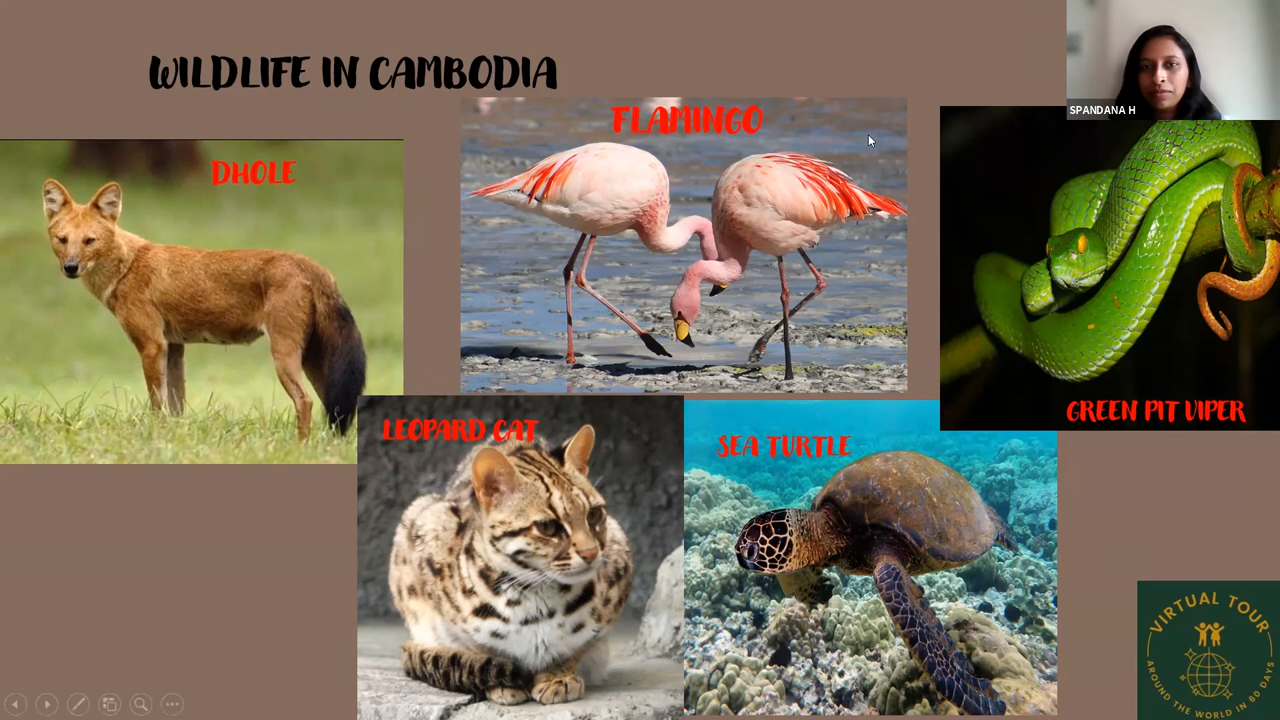 WILDLIFE IN CAMBODIA
SPANDANA H
FLAMINGO
DHOLE
GREEN PIT VIPER
LEOPARD CAT
SEA TURTLE
VIRTUAL TOUR
AROUND THE WORLD IN 60 DAYS